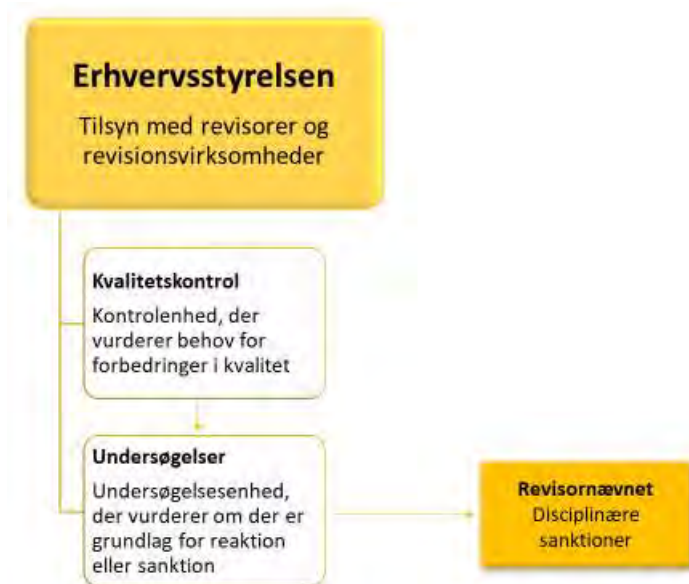 Erhvervsstyrelsen
Tilsyn med revisorer og
revisionsvirksomheder
Kvalitetskontrol
Kontrolenhed, der
vurderer behov for
forbedringer i kvalitet
Undersøgelser
Undersøgelsesenhed,
der vurderer om der er
grundlag for reaktion
eller sanktion
Revisornævnet
Disciplinære
sanktioner